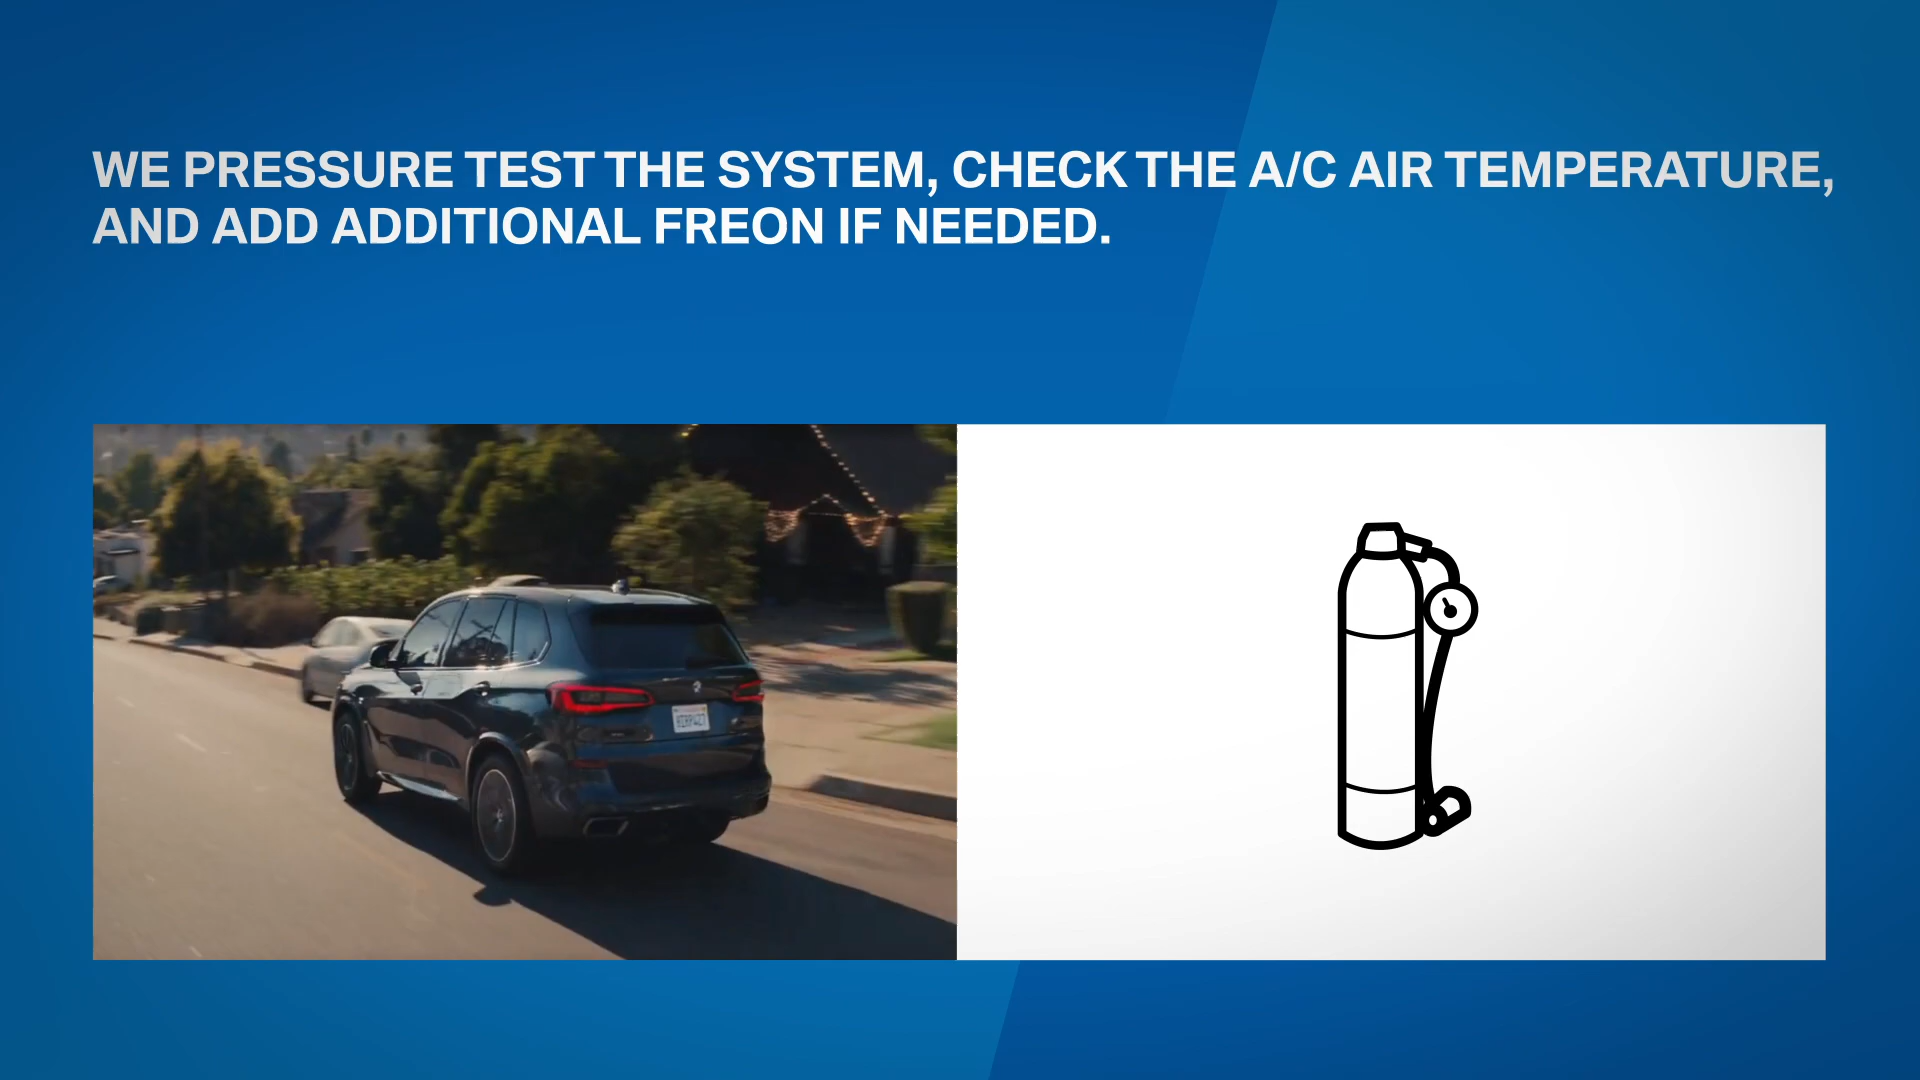 WE PRESSURE TEST THE SYSTEM, CHECK THE A/C AIR TEMPERATURE,
AND ADD ADDITIONAL FREON IF NEEDED.